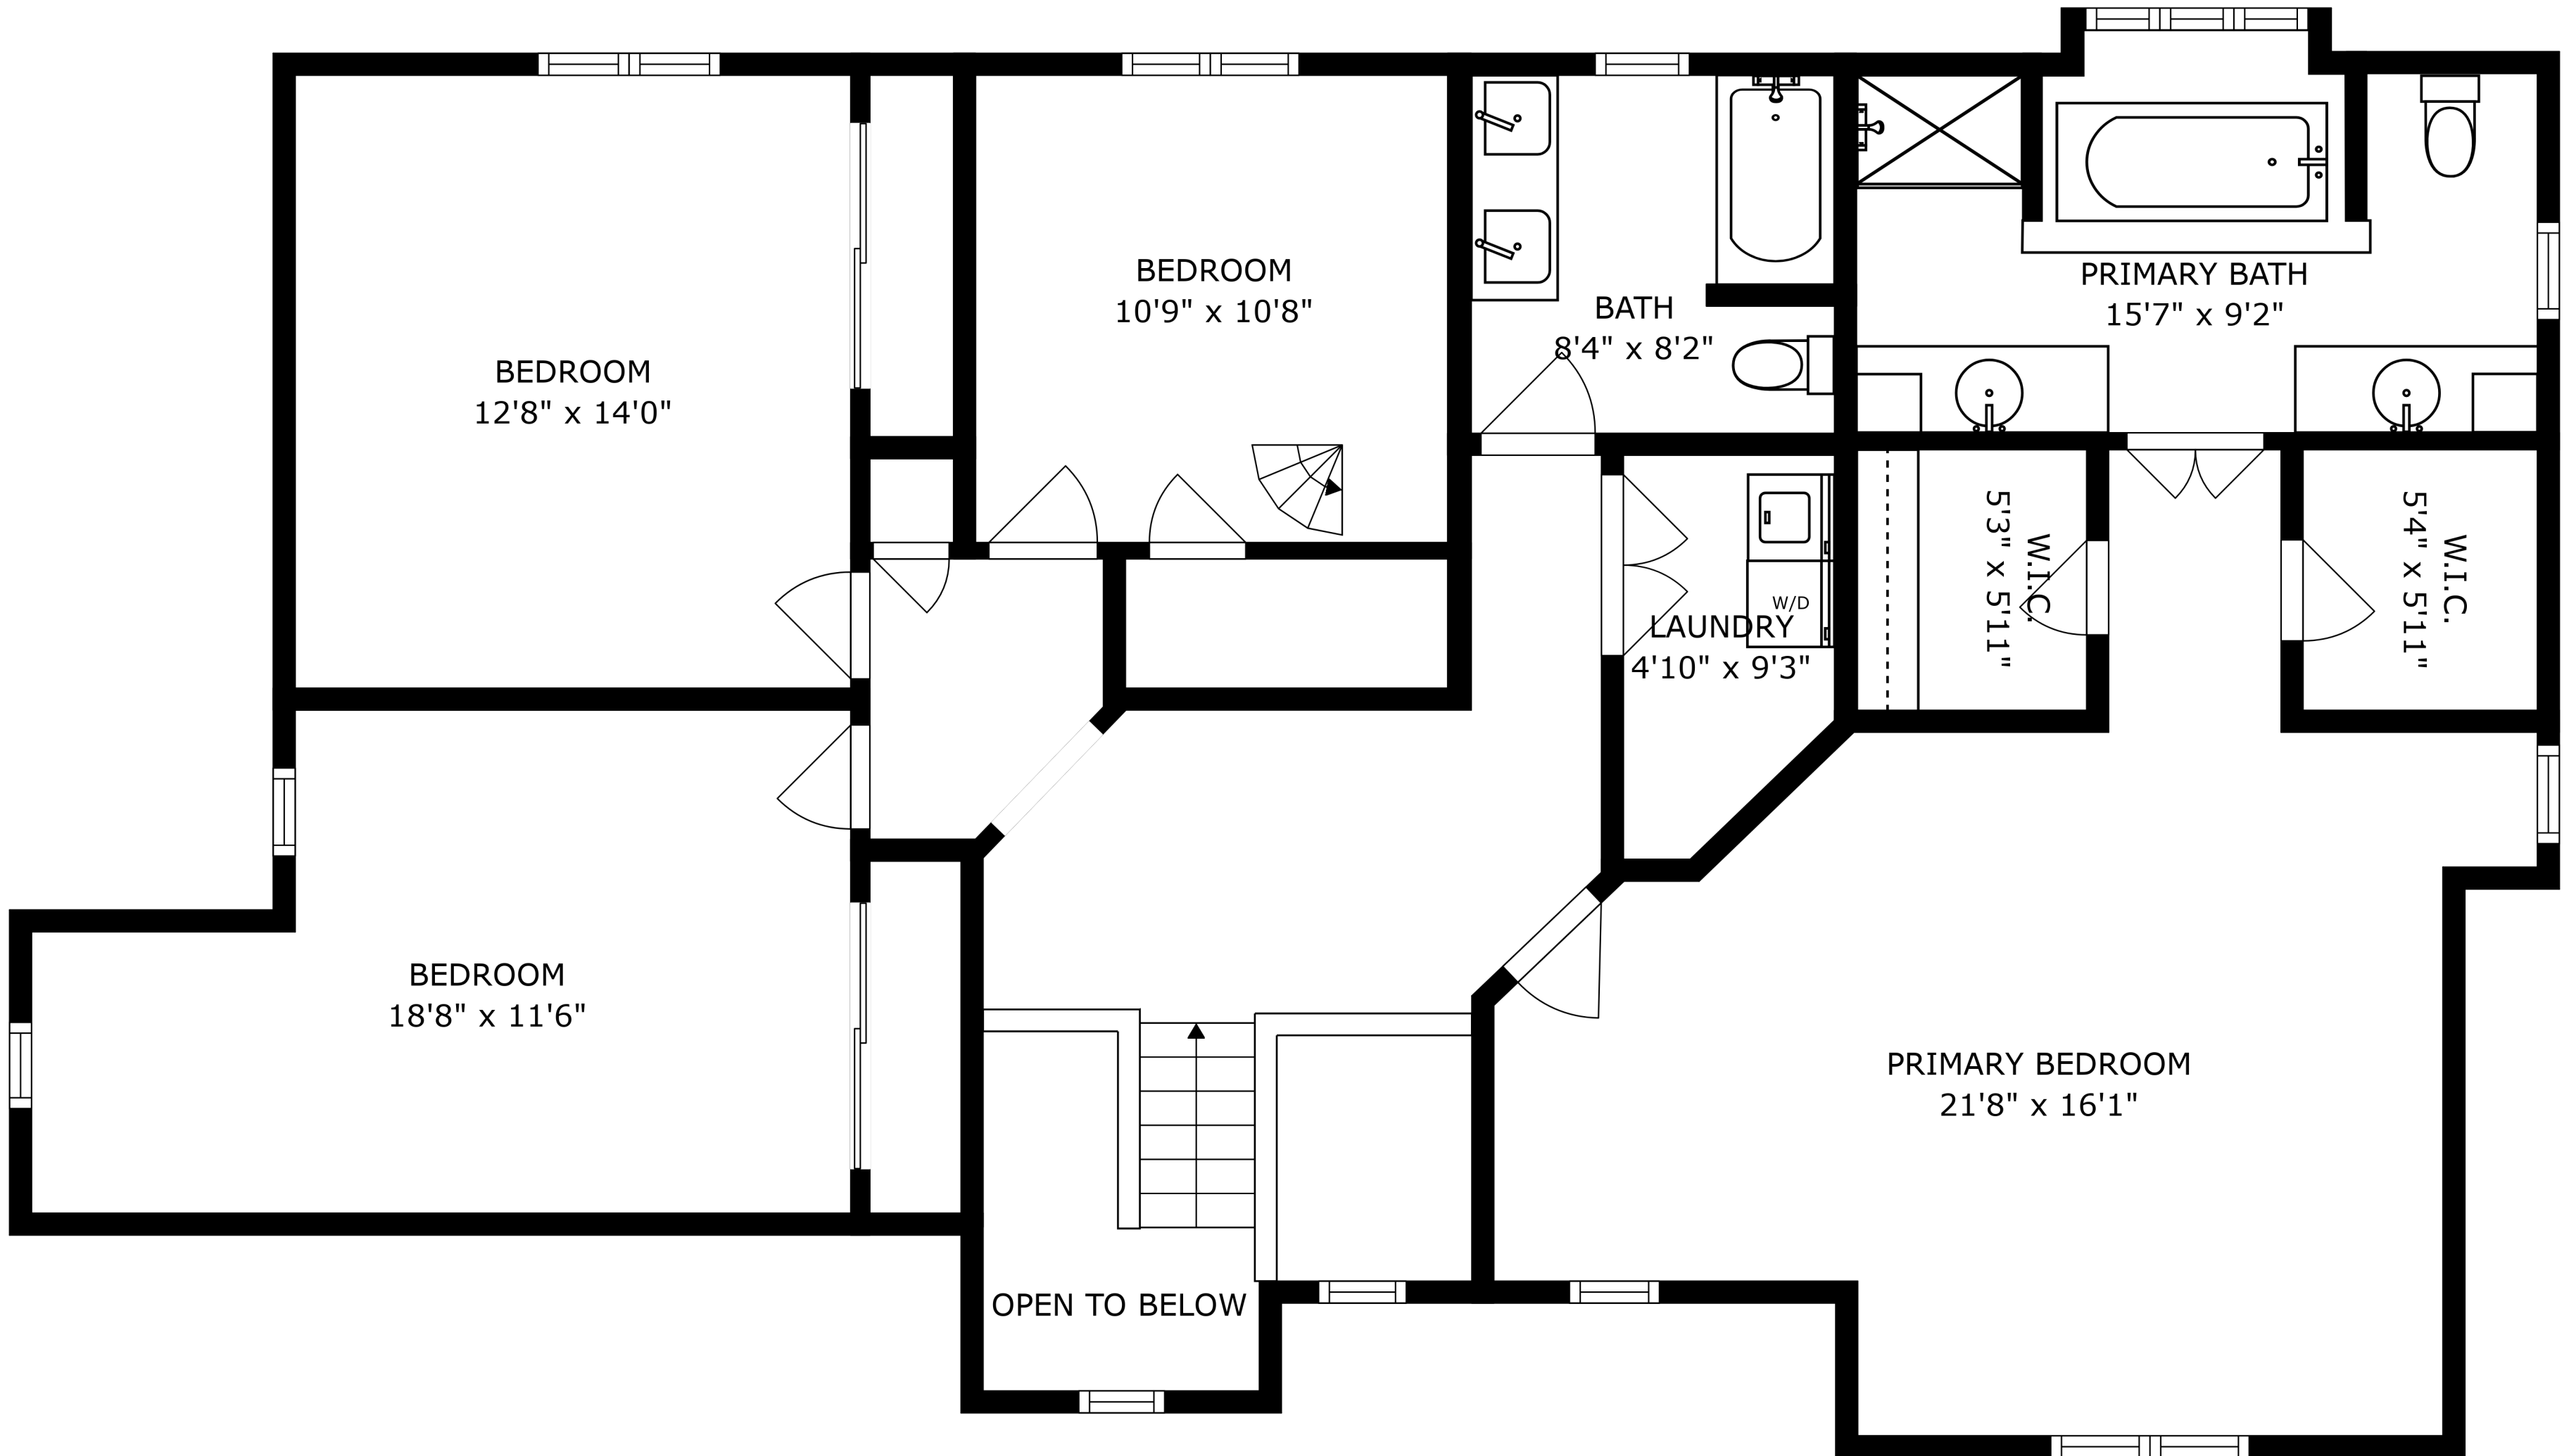 BEDROOM
12'8" x 14'0"
BEDROOM
10'9" x 10'8"
BATH
8'4" x 8'2"
PRIMARY BATH
15'7" x 9'2"
W/D
LAUNDRY
4'10" x 9'3"
W.I.C.
5'3" x 5'11"
W.I.C.
5'4" x 5'11"
BEDROOM
18'8" x 11'6"
PRIMARY BEDROOM
21'8" x 16'1"
OPEN TO BELOW